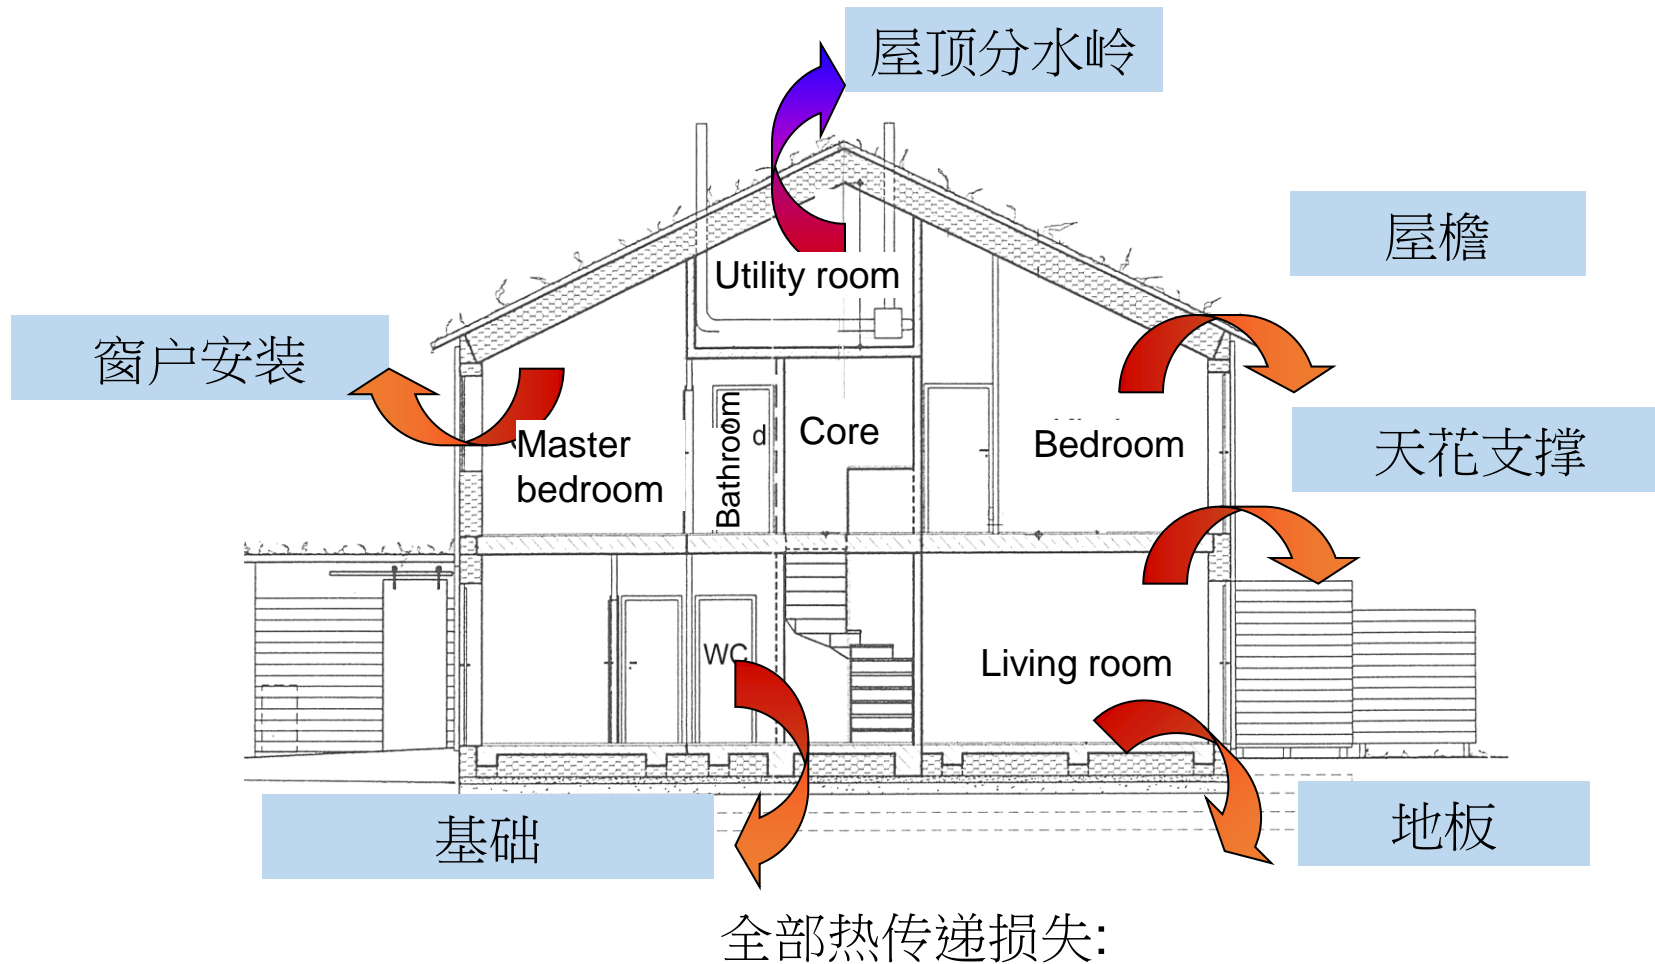 屋顶分水岭
屋檐
Utility room
窗户安装
Master
bedroom
Bathroom
d
Core
Bedroom
天花支撑
WC
Living room
基础
地板
全部热传递损失: